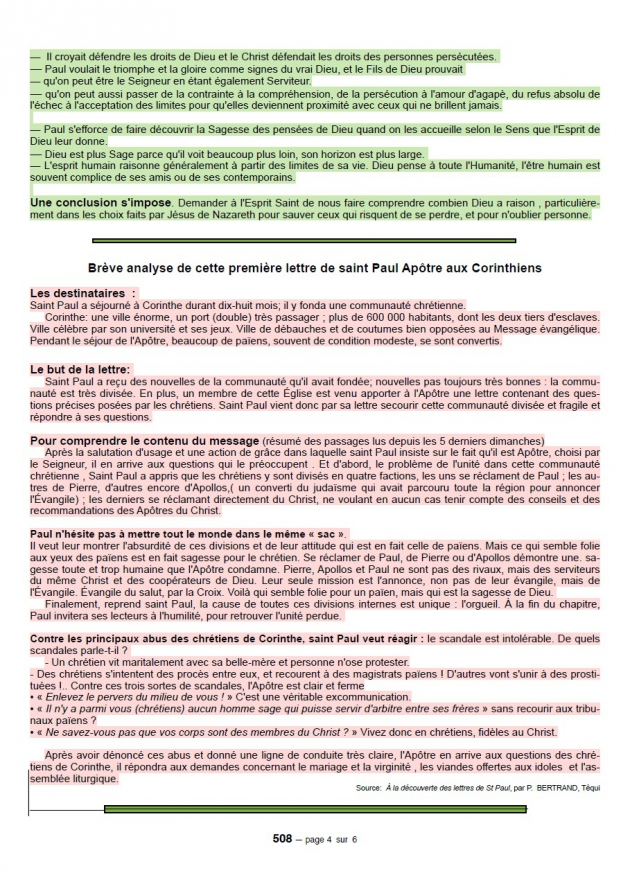 — Il croyait défendre les droits de Dieu et le Christ défendait les droits des personnes persécutées.
— Paul voulait le triomphe et la gloire comme signes du vrai Dieu, et le Fils de Dieu prouvait
— qu'on peut être le Seigneur en étant également Serviteur.
— qu'on peut aussi passer de la contrainte à la compréhension, de la persécution à l'amour d'agapè, du refus absolu de
l'échec à l'acceptation des limites pour qu'elles deviennent proximité avec ceux qui ne brillent jamais.
— Paul s'efforce de faire découvrir la Sagesse des pensées de Dieu quand on les accueille selon le Sens que l'Esprit de
Dieu leur donne.
— Dieu est plus Sage parce qu'il voit beaucoup plus loin, son horizon est plus large.
— L'esprit humain raisonne généralement à partir des limites de sa vie. Dieu pense à toute l'Humanité, l'être humain est
souvent complice de ses amis ou de ses contemporains.
Une conclusion s'impose. Demander à l'Esprit Saint de nous faire comprendre combien Dieu a raison , particulière-
ment dans les choix faits par Jésus de Nazareth pour sauver ceux qui risquent de se perdre, et pour n'oublier personne.
Brève analyse de cette première lettre de saint Paul Apôtre aux Corinthiens
Les destinataires :
Saint Paul a séjourné à Corinthe durant dix-huit mois; il y fonda une communauté chrétienne.
Corinthe: une ville énorme, un port (double) très passager ; plus de 600 000 habitants, dont les deux tiers d'esclaves.
Ville célèbre par son université et ses jeux. Ville de débauches et de coutumes bien opposées au Message évangélique.
Pendant le séjour de l'Apôtre, beaucoup de païens, souvent de condition modeste, se sont convertis.
Le but de la lettre:
Saint Paul a reçu des nouvelles de la communauté qu'il avait fondée; nouvelles pas toujours très bonnes : la commu-
nauté est très divisée. En plus, un membre de cette Église est venu apporter à l'Apôtre une lettre contenant des ques-
tions précises posées par les chrétiens. Saint Paul vient donc par sa lettre secourir cette communauté divisée et fragile et
répondre à ses questions.
Pour comprendre le contenu du message (résumé des passages lus depuis les 5 derniers dimanches)
Après la salutation d'usage et une action de grâce dans laquelle saint Paul insiste sur le fait qu'il est Apôtre, choisi par
le Seigneur, il en arrive aux questions qui le préoccupent . Et d'abord, le problème de l'unité dans cette communauté
chrétienne , Saint Paul a appris que les chrétiens y sont divisés en quatre factions, les uns se réclament de Paul ; les au-
tres de Pierre, d'autres encore d'Apollos,( un converti du judaïsme qui avait parcouru toute la région pour annoncer
l'Évangile) ; les derniers se réclamant directement du Christ, ne voulant en aucun cas tenir compte des conseils et des
recommandations des Apôtres du Christ.
Paul n'hésite pas à mettre tout le monde dans le même « sac ».
Il veut leur montrer l'absurdité de ces divisions et de leur attitude qui est en fait celle de païens. Mais ce qui semble folie
aux yeux des païens est en fait sagesse pour le chrétien. Se réclamer de Paul, de Pierre ou d'Apollos démontre une. sa-
gesse toute et trop humaine que l'Apôtre condamne. Pierre, Apollos et Paul ne sont pas des rivaux, mais des serviteurs
du même Christ et des coopérateurs de Dieu. Leur seule mission est l'annonce, non pas de leur évangile, mais de
l'Évangile. Évangile du salut, par la Croix. Voilà qui semble folie pour un païen, mais qui est la sagesse de Dieu.
Finalement, reprend saint Paul, la cause de toutes ces divisions internes est unique : l'orgueil. À la fin du chapitre,
Paul invitera ses lecteurs à l'humilité, pour retrouver l'unité perdue.
Contre les principaux abus des chrétiens de Corinthe, saint Paul veut réagir : le scandale est intolérable. De quels
scandales parle-t-il ?
- Un chrétien vit maritalement avec sa belle-mère et personne n'ose protester.
- Des chrétiens s'intentent des procès entre eux, et recourent à des magistrats païens ! D'autres vont s'unir à des prosti-
tuées !.. Contre ces trois sortes de scandales, l'Apôtre est clair et ferme
• « Enlevez le pervers du milieu de vous ! » C'est une véritable excommunication.
• « Il n'y a parmi vous (chrétiens) aucun homme sage qui puisse servir d'arbitre entre ses frères » sans recourir aux tribu-
naux païens ?
• « Ne savez-vous pas que vos corps sont des membres du Christ ? » Vivez donc en chrétiens, fidèles au Christ.
Après avoir dénoncé ces abus et donné une ligne de conduite très claire, l'Apôtre en arrive aux questions des chré-
tiens de Corinthe, il répondra aux demandes concernant le mariage et la virginité , les viandes offertes aux idoles et l'as-
semblée liturgique.
Source: À la découverte des lettres de St Paul, par P. BERTRAND, Téqui
508 — page 4 sur 6